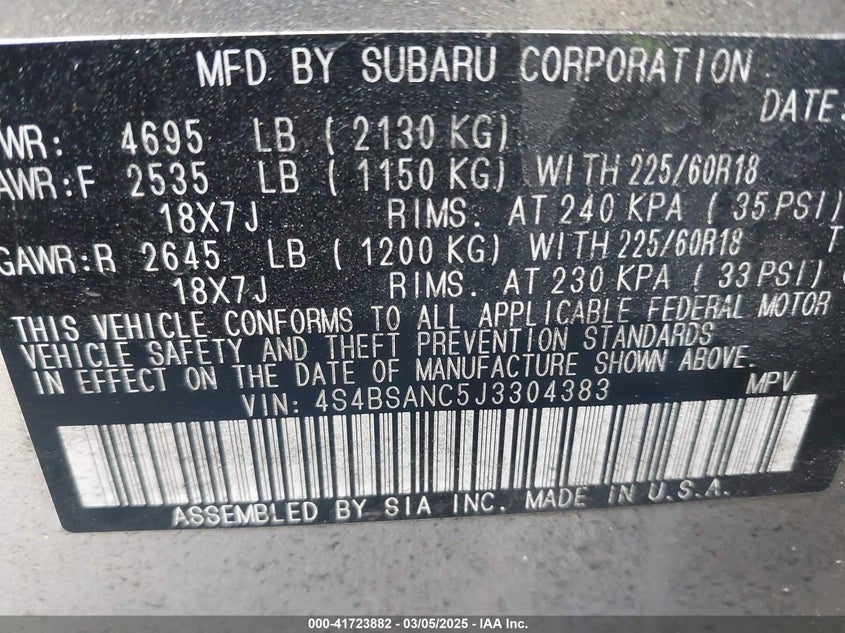 MFD BY SUBARU CORPORATION
DATE:
WR: 4695 LB ( 2130 KG)
AWR:F 2535 LB ( 1150 KG) WITH 225/60R18
18X7J RIMS. AT 240 KPA ( 35 PSI)
GAWR:R 2645 LB ( 1200 KG) WITH 225/60R18 T
18X7J RIMS. AT 230 KPA ( 33 PSI)
THIS VEHICLE CONFORMS TO ALL APPLICABLE FEDERAL MOTOR
VEHICLE SAFETY AND THEFT PREVENTION STANDARDS
IN EFFECT ON THE DATE OF MANUFACTURE SHOWN ABOVE.
VIN: 4S4BSANC5J3304383 MPV
ASSEMBLED BY SIA INC. MADE IN U.S.A.
000-41723882 - 03/05/2025 - IAA Inc.